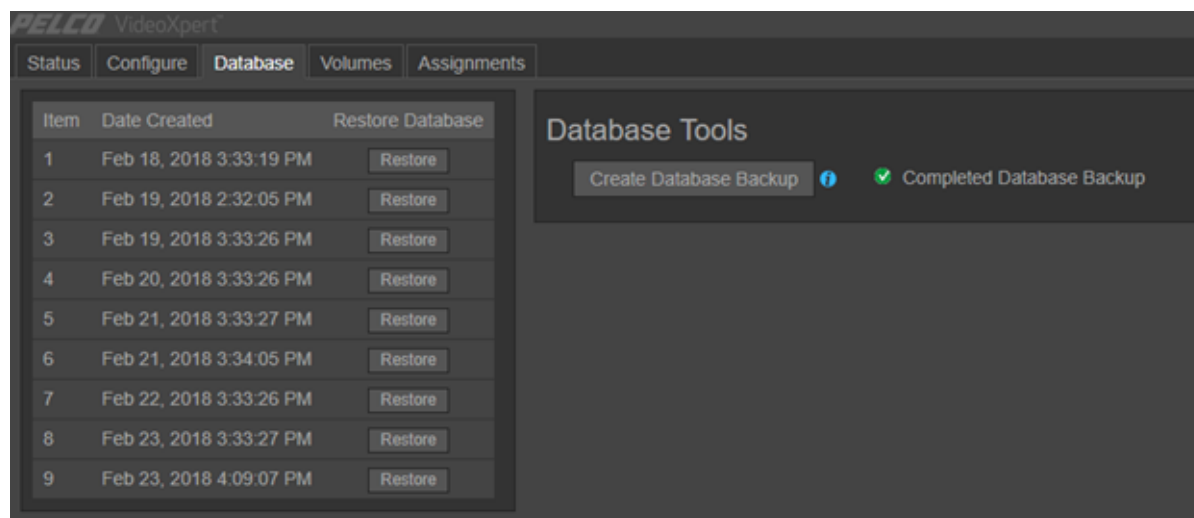 PELCO VideoXpert™
Status Configure Database Volumes Assignments
Item Date Created Restore Database
1 Feb 18, 2018 3:33:19 PM Restore
2 Feb 19, 2018 2:32:05 PM Restore
3 Feb 19, 2018 3:33:26 PM Restore
4 Feb 20, 2018 3:33:26 PM Restore
5 Feb 21, 2018 3:33:27 PM Restore
6 Feb 21, 2018 3:34:05 PM Restore
7 Feb 22, 2018 3:33:26 PM Restore
8 Feb 23, 2018 3:33:27 PM Restore
9 Feb 23, 2018 4:09:07 PM Restore
Database Tools
Create Database Backup i Completed Database Backup